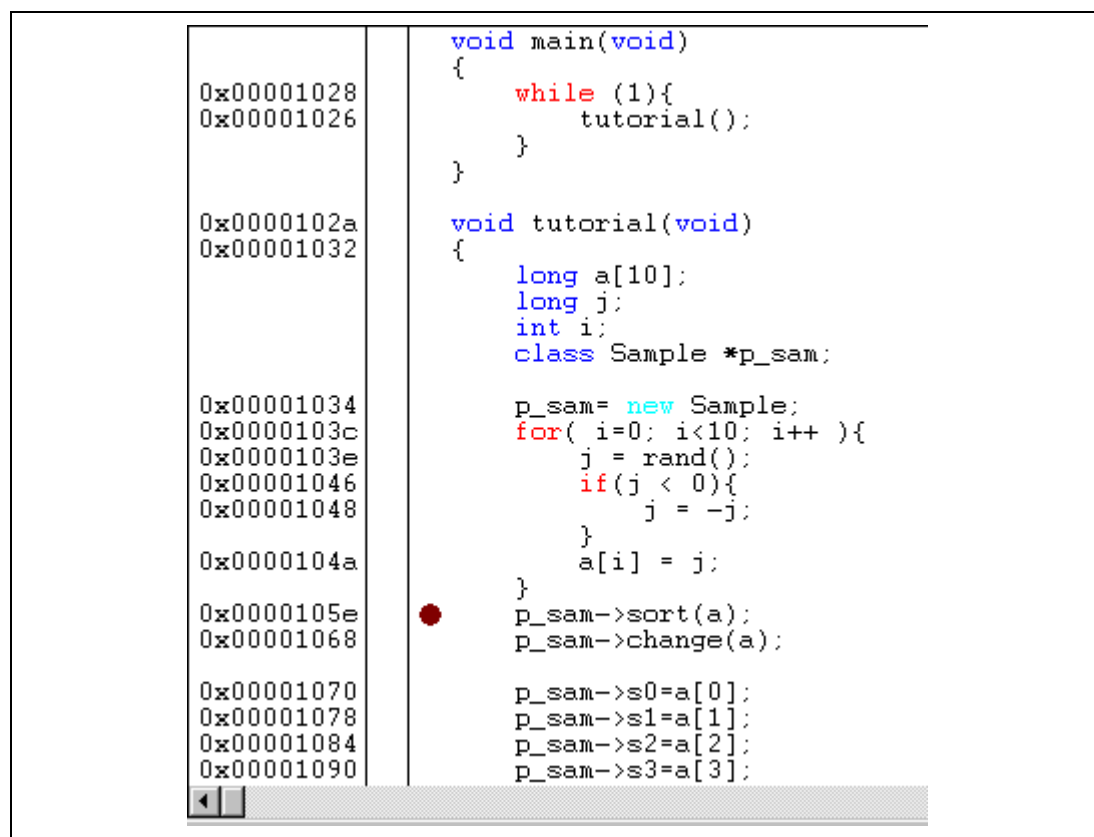 void main(void)
{
0x00001028 while (1){
0x00001026 tutorial();
}
}
0x0000102a void tutorial(void)
0x00001032 {
long a[10];
long j;
int i;
class Sample *p_sam;
0x00001034 p_sam= new Sample;
0x0000103c for( i=0; i<10; i++ ){
0x0000103e j = rand();
0x00001046 if(j < 0){
0x00001048 j = -j;
}
0x0000104a a[i] = j;
}
0x0000105e p_sam->sort(a);
0x00001068 p_sam->change(a);
0x00001070 p_sam->s0=a[0];
0x00001078 p_sam->s1=a[1];
0x00001084 p_sam->s2=a[2];
0x00001090 p_sam->s3=a[3];